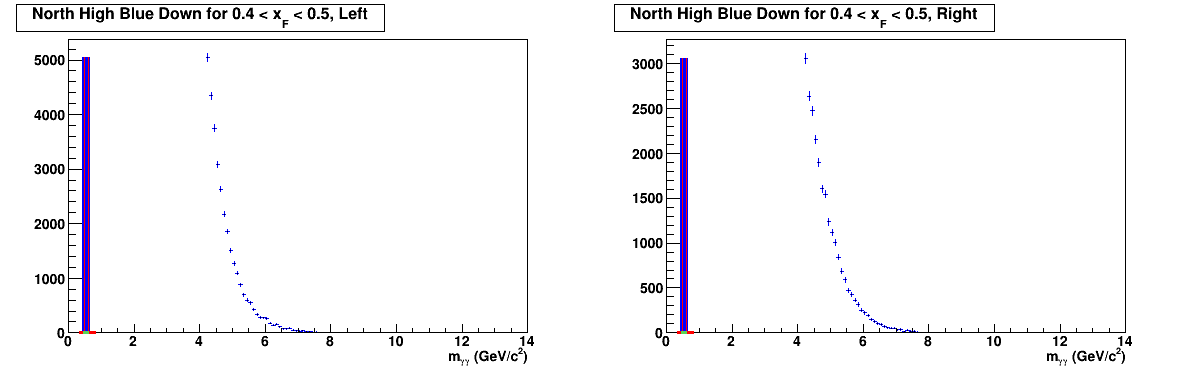 North High Blue Down for 0.4 < x_F < 0.5, Left
5000
4000
3000
2000
1000
0
0 2 4 6 8 10 12 14
m_γγ (GeV/c²)
North High Blue Down for 0.4 < x_F < 0.5, Right
3000
2500
2000
1500
1000
500
0
0 2 4 6 8 10 12 14
m_γγ (GeV/c²)